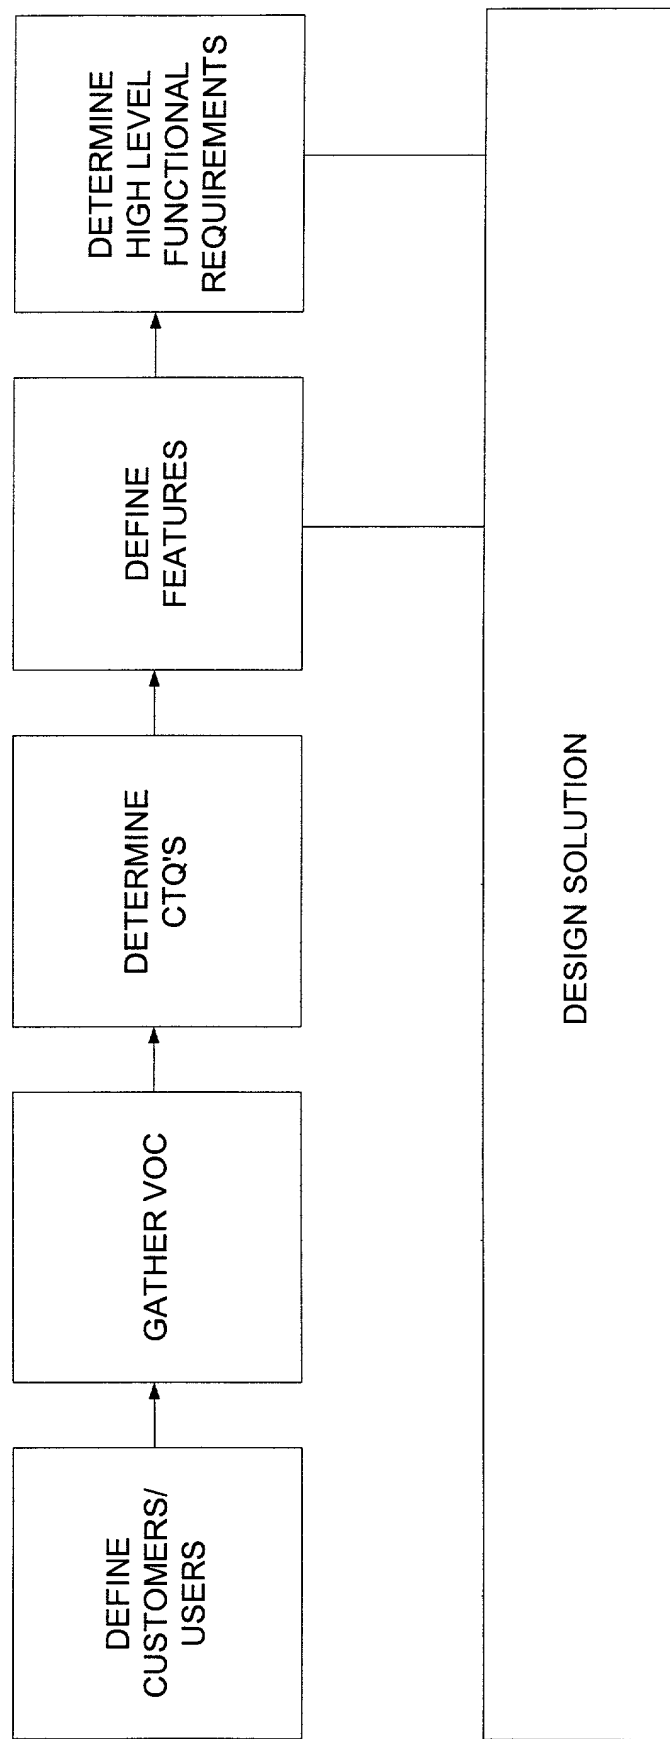 DEFINE
CUSTOMERS/
USERS
GATHER VOC
DETERMINE
CTQ'S
DEFINE
FEATURES
DETERMINE
HIGH LEVEL
FUNCTIONAL
REQUIREMENTS
DESIGN SOLUTION